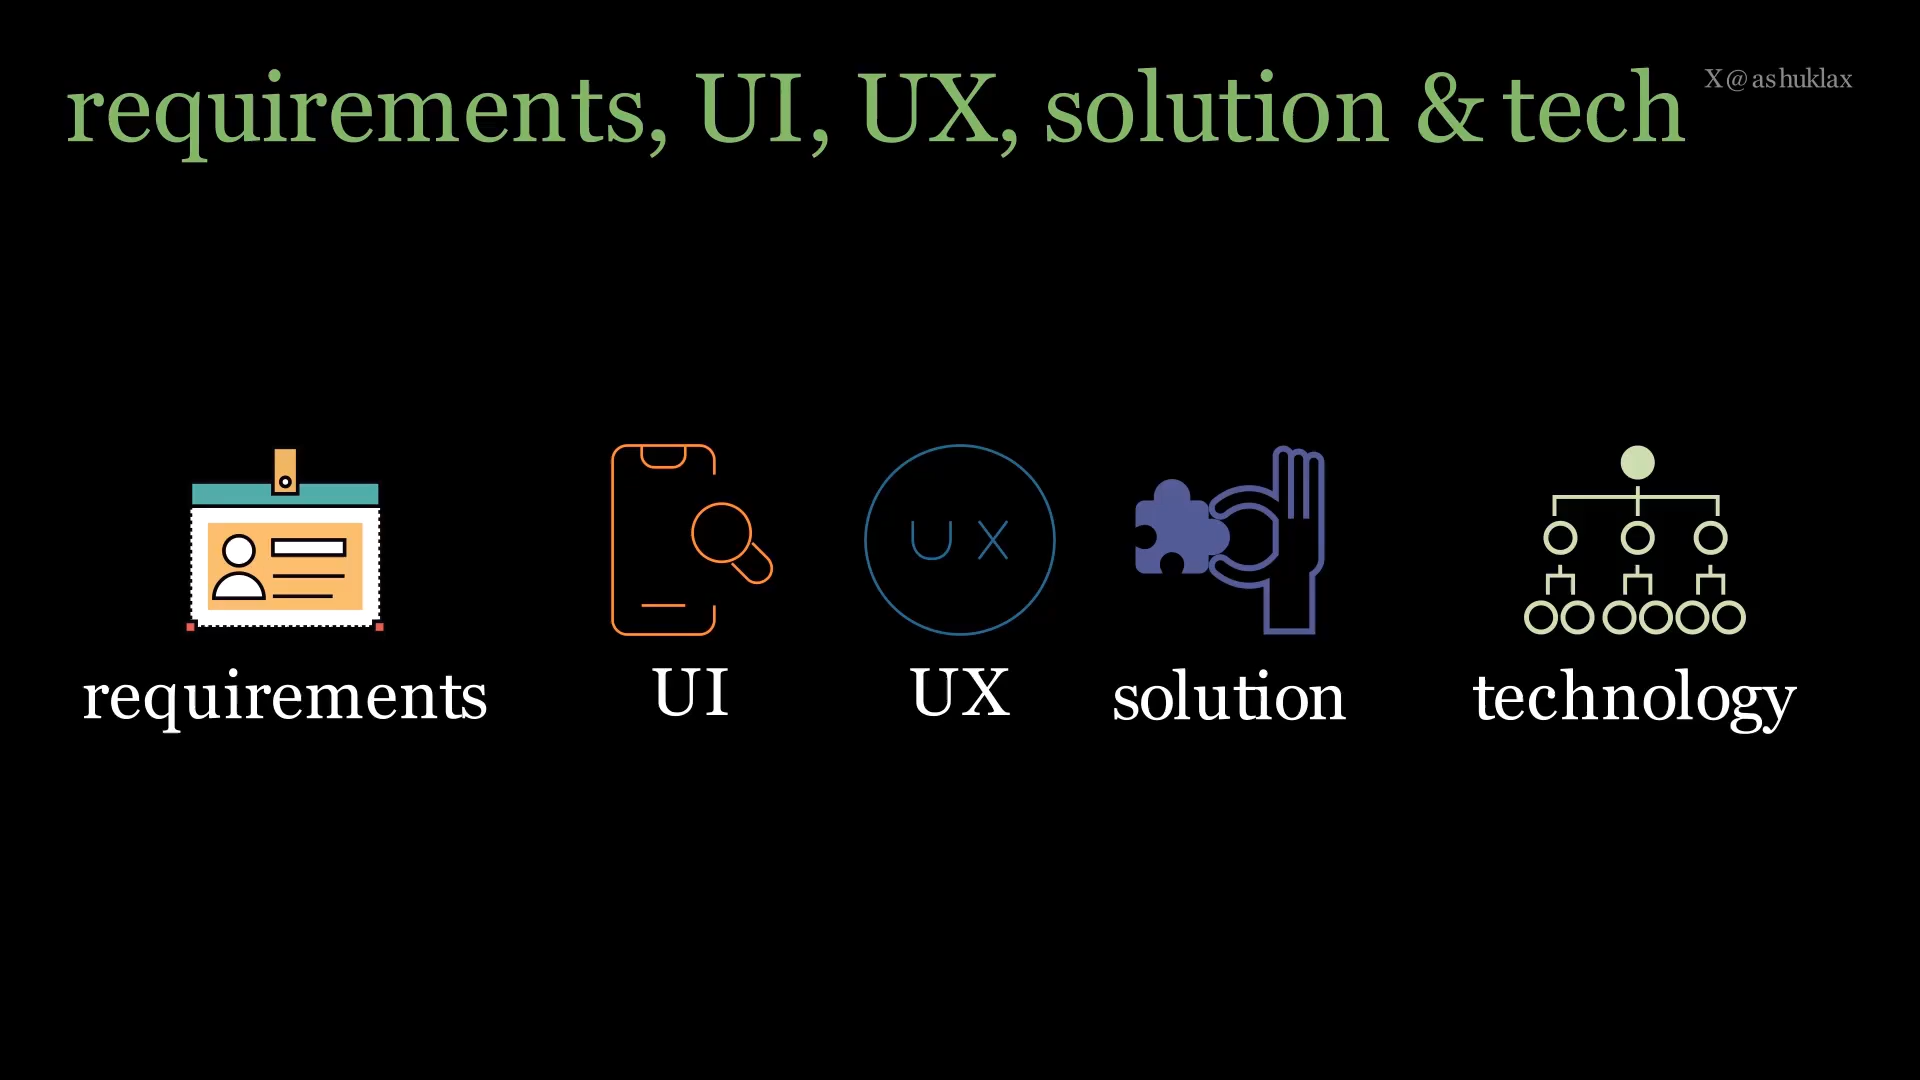 requirements, UI, UX, solution & tech
X@ashuklax
UX
requirements
UI
UX
solution
technology